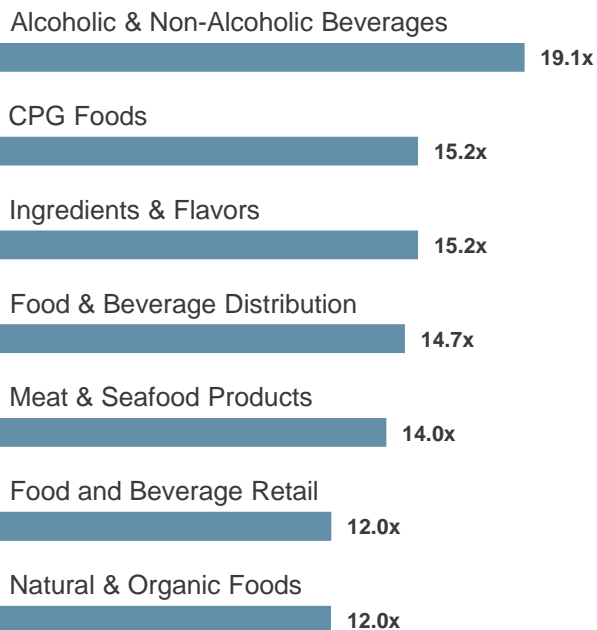 Alcoholic & Non-Alcoholic Beverages
19.1x
CPG Foods
15.2x
Ingredients & Flavors
15.2x
Food & Beverage Distribution
14.7x
Meat & Seafood Products
14.0x
Food and Beverage Retail
12.0x
Natural & Organic Foods
12.0x